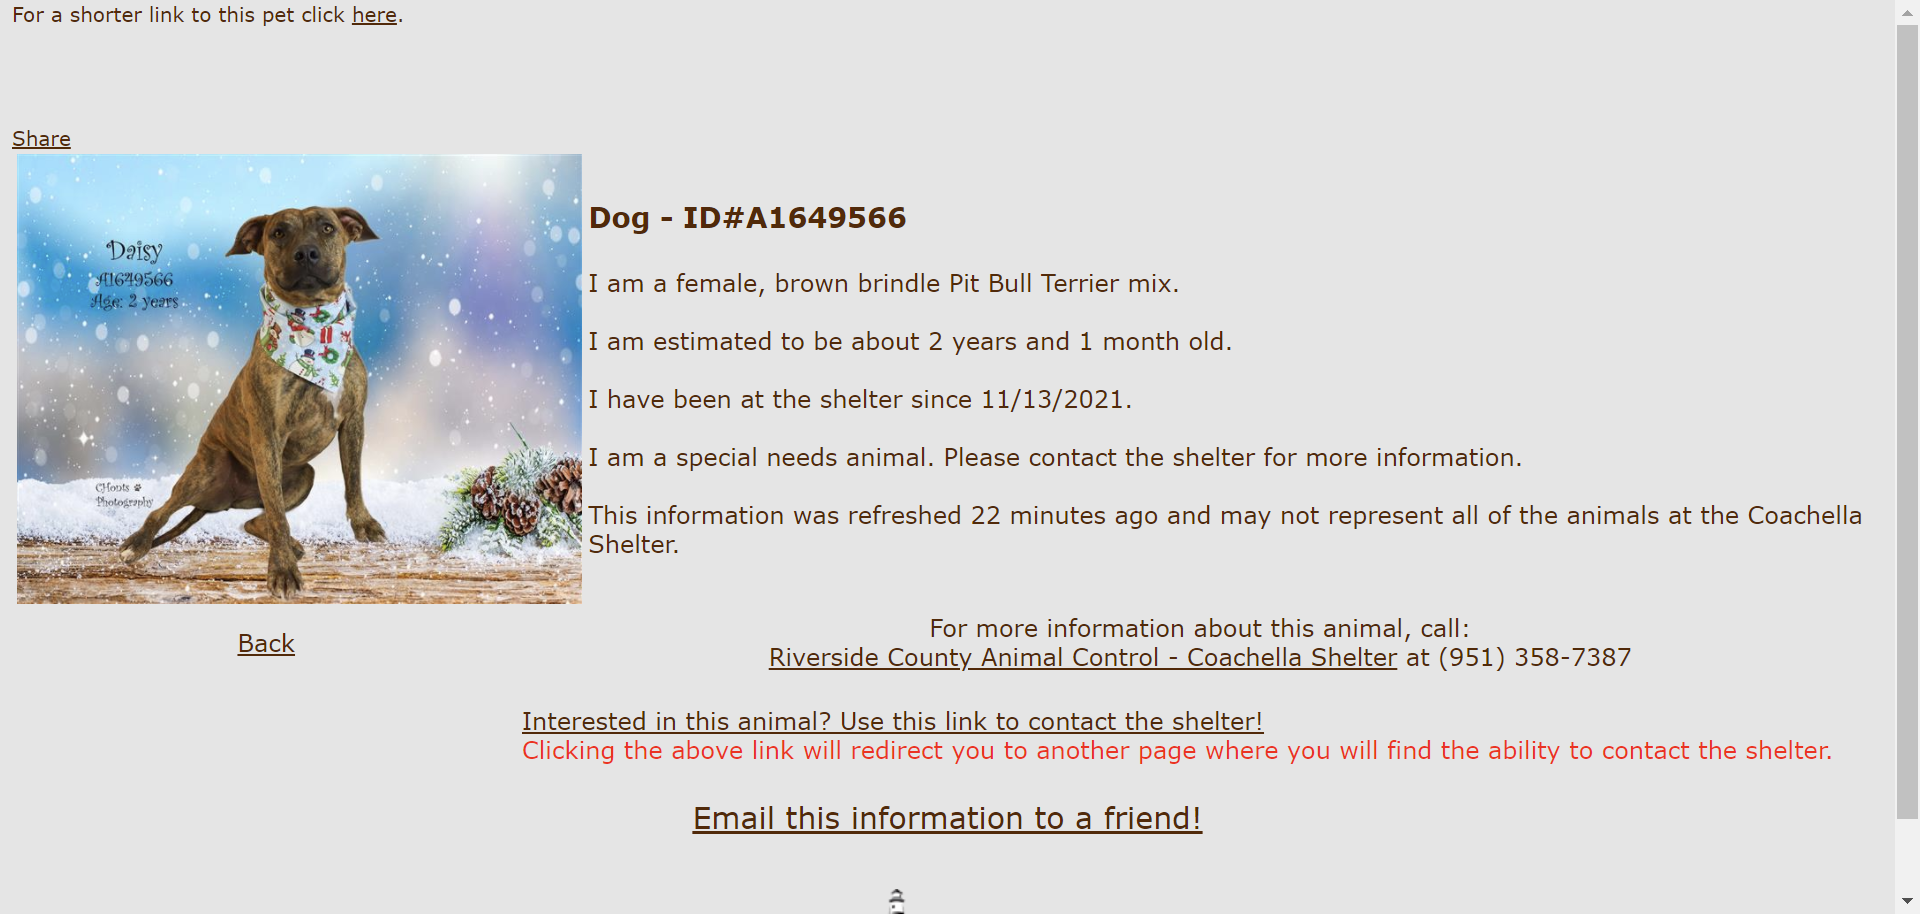 For a shorter link to this pet click here.
Share
Daisy
A1649566
Age: 2 years
CHonts
Photography
Dog - ID#A1649566
I am a female, brown brindle Pit Bull Terrier mix.
I am estimated to be about 2 years and 1 month old.
I have been at the shelter since 11/13/2021.
I am a special needs animal. Please contact the shelter for more information.
This information was refreshed 22 minutes ago and may not represent all of the animals at the Coachella
Shelter.
Back
For more information about this animal, call:
Riverside County Animal Control - Coachella Shelter at (951) 358-7387
Interested in this animal? Use this link to contact the shelter!
Clicking the above link will redirect you to another page where you will find the ability to contact the shelter.
Email this information to a friend!